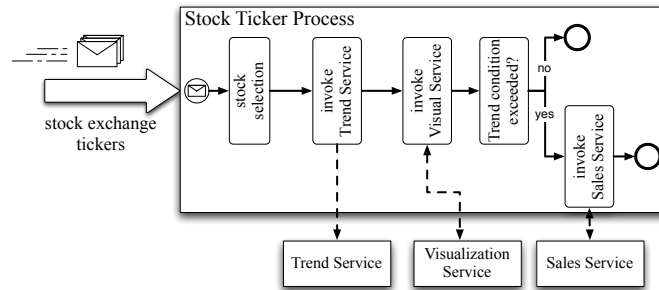 Stock Ticker Process
stock exchange
tickers
stock
selection
invoke
Trend Service
invoke
Visual Service
Trend condition
exceeded?
no
yes
invoke
Sales Service
Trend Service
Visualization
Service
Sales Service